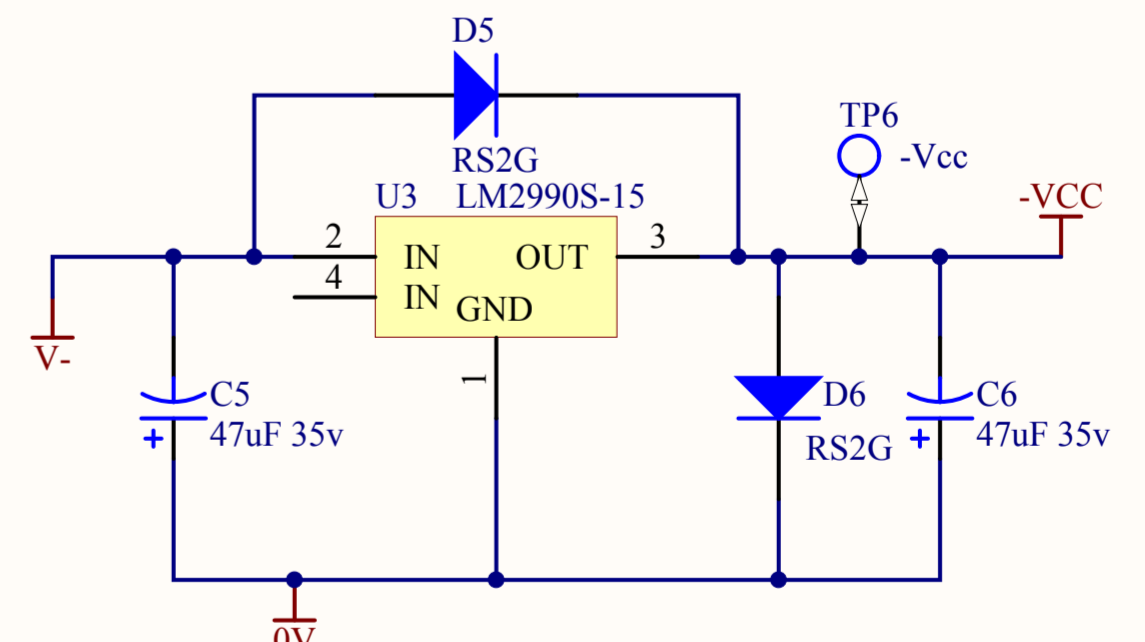 D5
RS2G
TP6
-Vcc
U3 LM2990S-15
-VCC
2 IN OUT 3
4 IN
GND
1
V-
C5
47uF 35v
D6
RS2G
C6
47uF 35v
+
+
0V